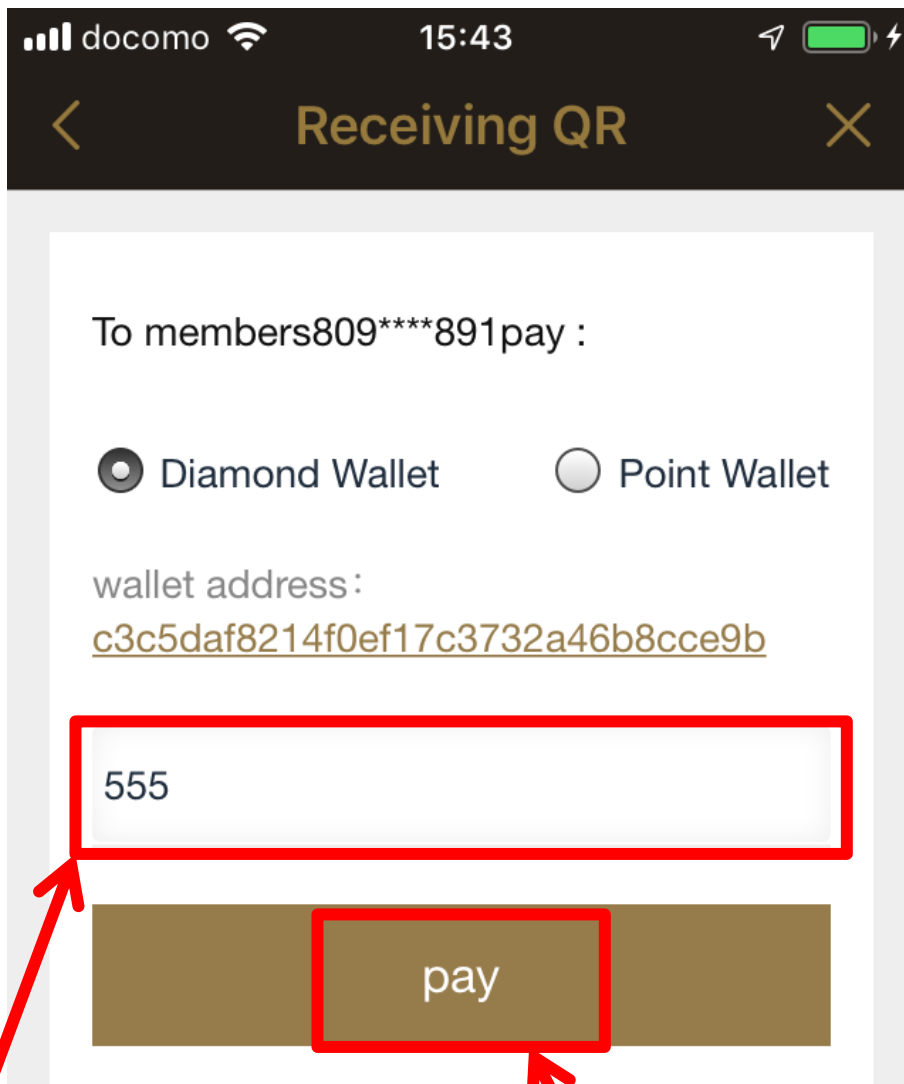 docomo 15:43
Receiving QR
To members809****891pay :
Diamond Wallet Point Wallet
wallet address：
c3c5daf8214f0ef17c3732a46b8cce9b
555
pay